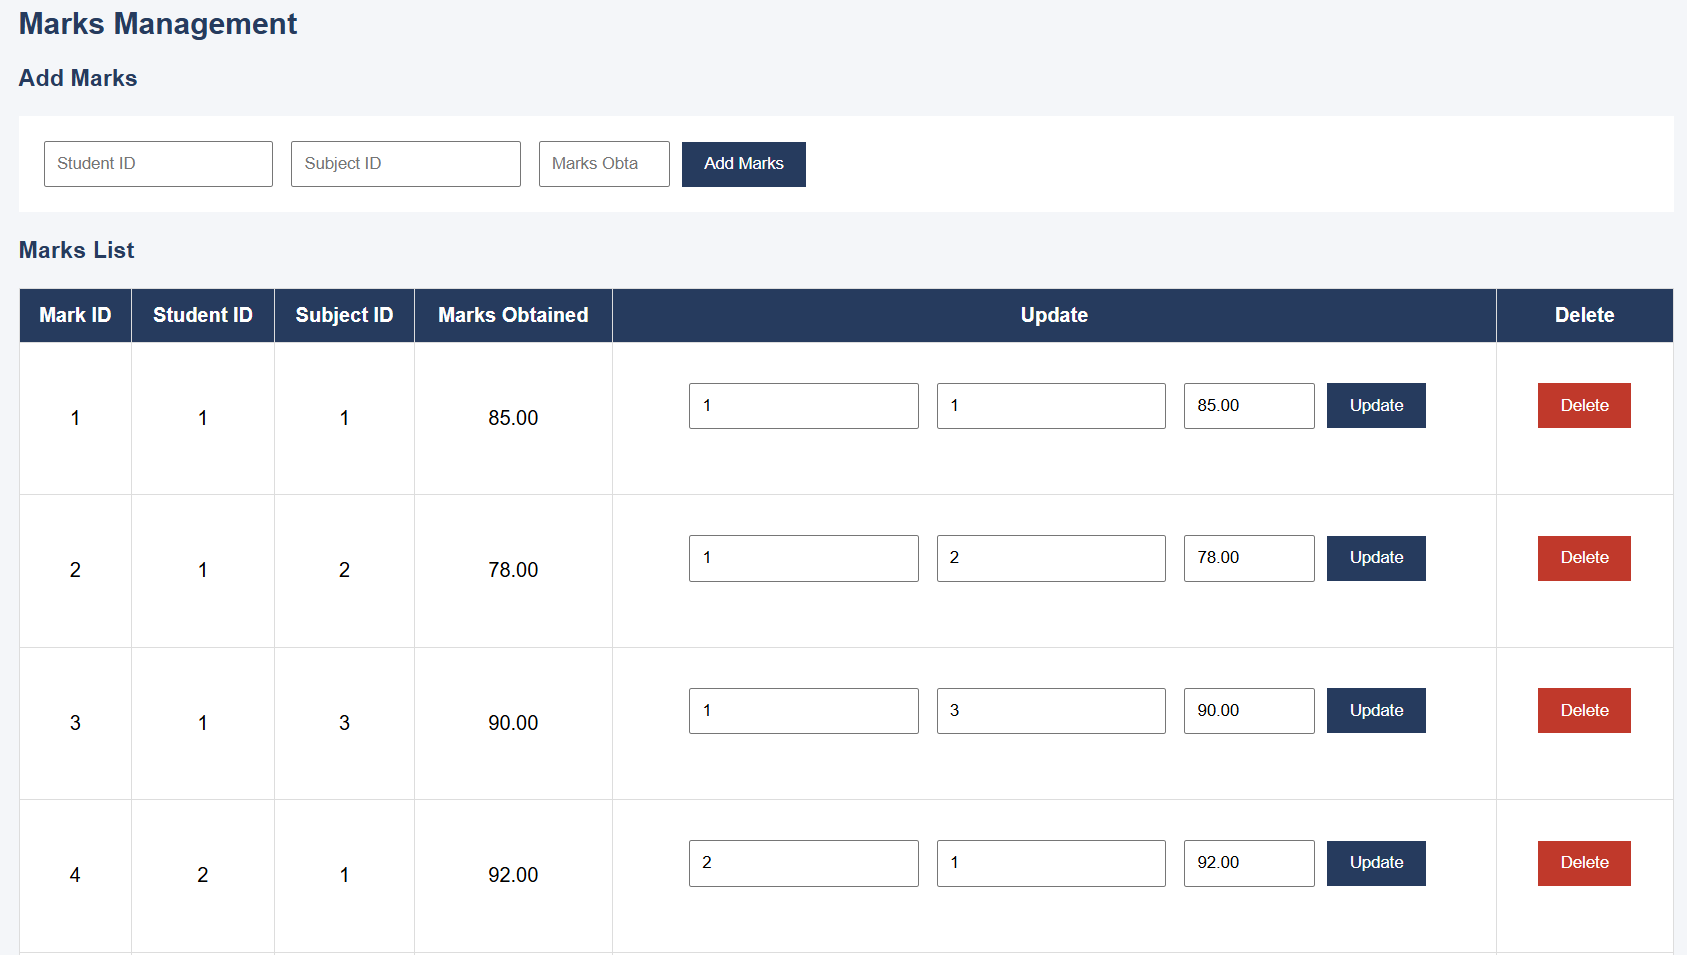 Marks Management
Add Marks
Student ID Subject ID Marks Obta Add Marks
Marks List
Mark ID Student ID Subject ID Marks Obtained Update Delete
1 1 1 85.00 1 1 85.00 Update Delete
2 1 2 78.00 1 2 78.00 Update Delete
3 1 3 90.00 1 3 90.00 Update Delete
4 2 1 92.00 2 1 92.00 Update Delete